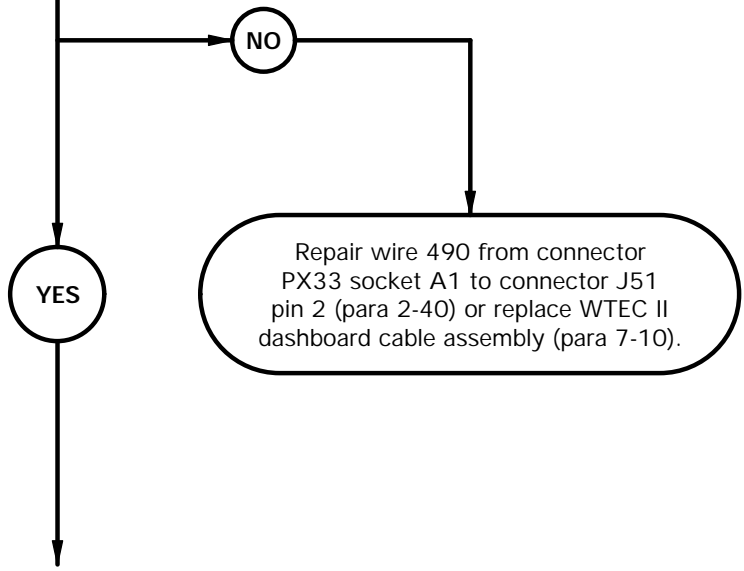 NO
YES
Repair wire 490 from connector
PX33 socket A1 to connector J51
pin 2 (para 2-40) or replace WTEC II
dashboard cable assembly (para 7-10).